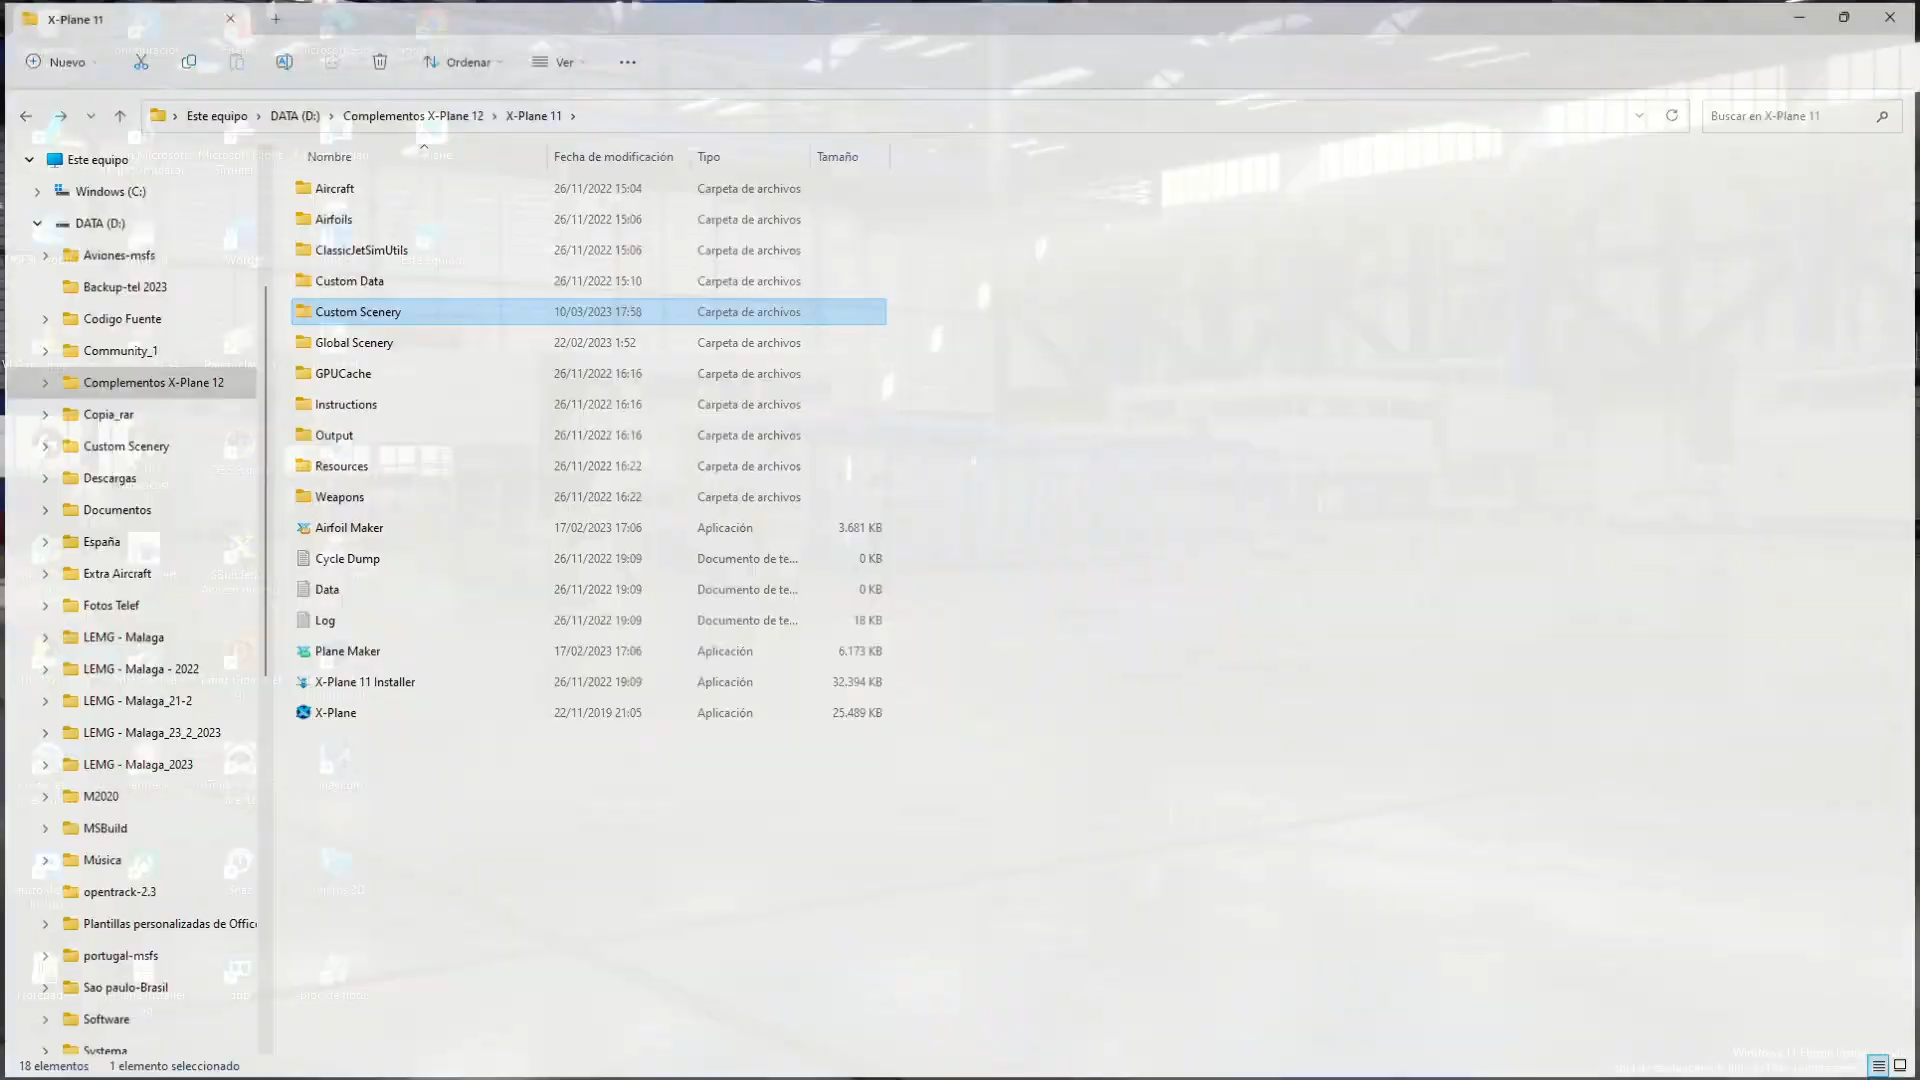 X-Plane 11
Nuevo
Ordenar
Ver
Este equipo
DATA (D:)
Complementos X-Plane 12
X-Plane 11
Buscar en X-Plane 11
Nombre
Fecha de modificación
Tipo
Tamaño
Este equipo
Windows (C:)
DATA (D:)
Aviones-msfs
Backup-tel 2023
Codigo Fuente
Community_1
Complementos X-Plane 12
Copia_rar
Custom Scenery
Descargas
Documentos
España
Extra Aircraft
Fotos Telef
LEMG - Malaga
LEMG - Malaga - 2022
LEMG - Malaga_21-2
LEMG - Malaga_23_2_2023
LEMG - Malaga_2023
M2020
MSBuild
Música
opentrack-2.3
Plantillas personalizadas de Offic
portugal-msfs
Sao paulo-Brasil
Software
Systema
Aircraft 26/11/2022 15:04 Carpeta de archivos
Airfoils 26/11/2022 15:06 Carpeta de archivos
ClassicJetSimUtils 26/11/2022 15:06 Carpeta de archivos
Custom Data 26/11/2022 15:10 Carpeta de archivos
Custom Scenery 10/03/2023 17:58 Carpeta de archivos
Global Scenery 22/02/2023 1:52 Carpeta de archivos
GPUCache 26/11/2022 16:16 Carpeta de archivos
Instructions 26/11/2022 16:16 Carpeta de archivos
Output 26/11/2022 16:16 Carpeta de archivos
Resources 26/11/2022 16:22 Carpeta de archivos
Weapons 26/11/2022 16:22 Carpeta de archivos
Airfoil Maker 17/02/2023 17:06 Aplicación 3.681 KB
Cycle Dump 26/11/2022 19:09 Documento de te... 0 KB
Data 26/11/2022 19:09 Documento de te... 0 KB
Log 26/11/2022 19:09 Documento de te... 18 KB
Plane Maker 17/02/2023 17:06 Aplicación 6.173 KB
X-Plane 11 Installer 26/11/2022 19:09 Aplicación 32.394 KB
X-Plane 22/11/2019 21:05 Aplicación 25.489 KB
18 elementos
1 elemento seleccionado